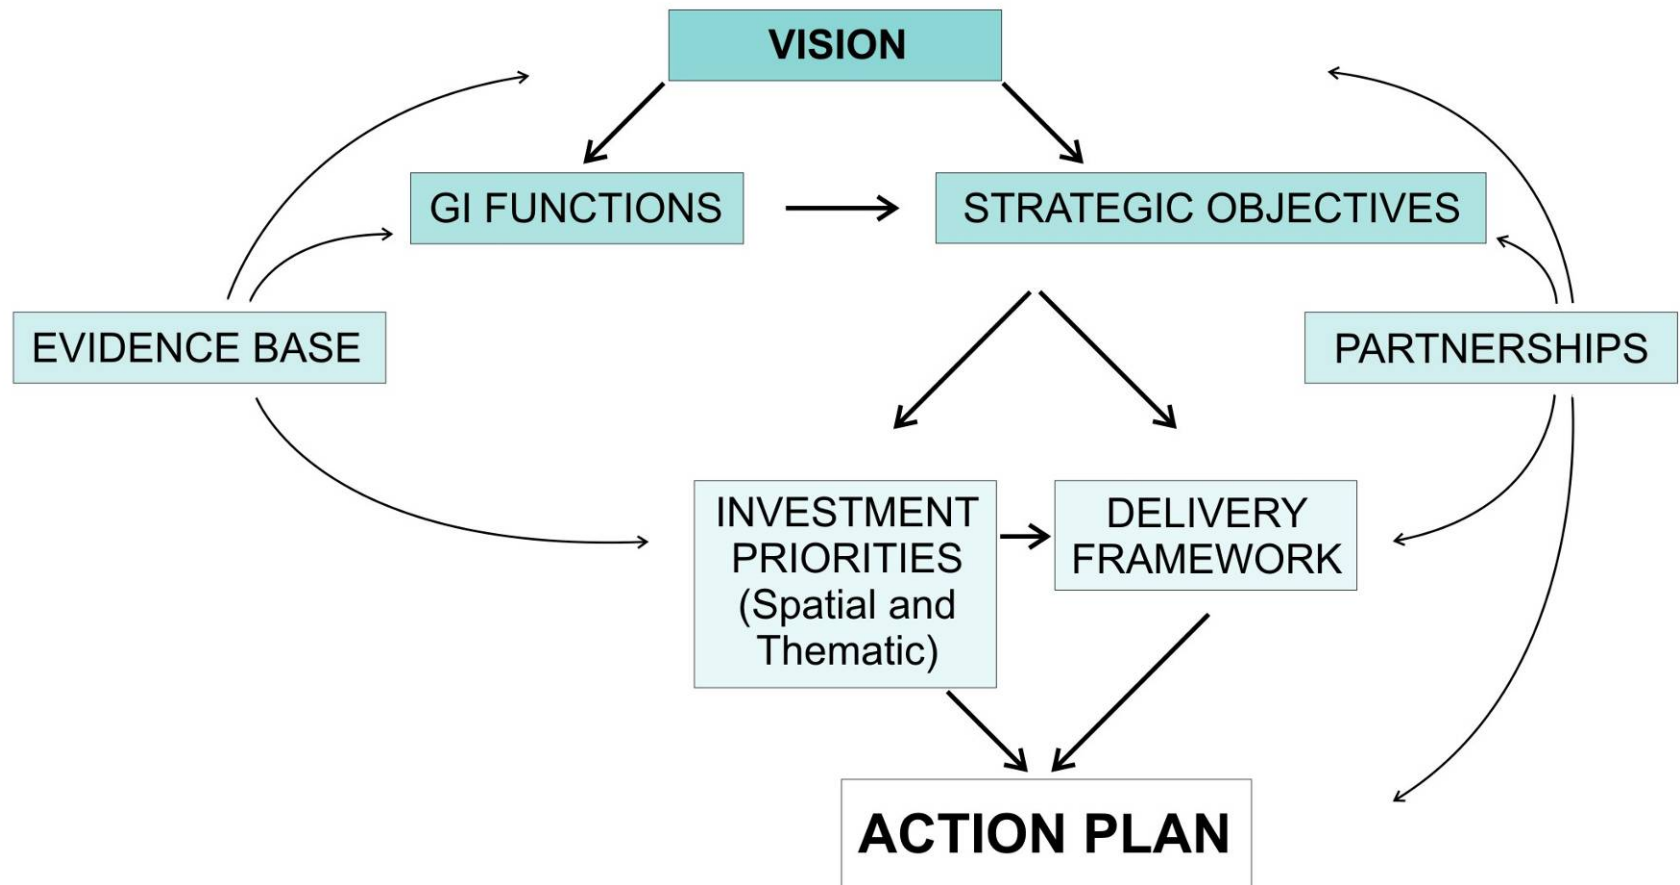 VISION
GI FUNCTIONS
STRATEGIC OBJECTIVES
EVIDENCE BASE
PARTNERSHIPS
INVESTMENT
PRIORITIES
(Spatial and
Thematic)
DELIVERY
FRAMEWORK
ACTION PLAN